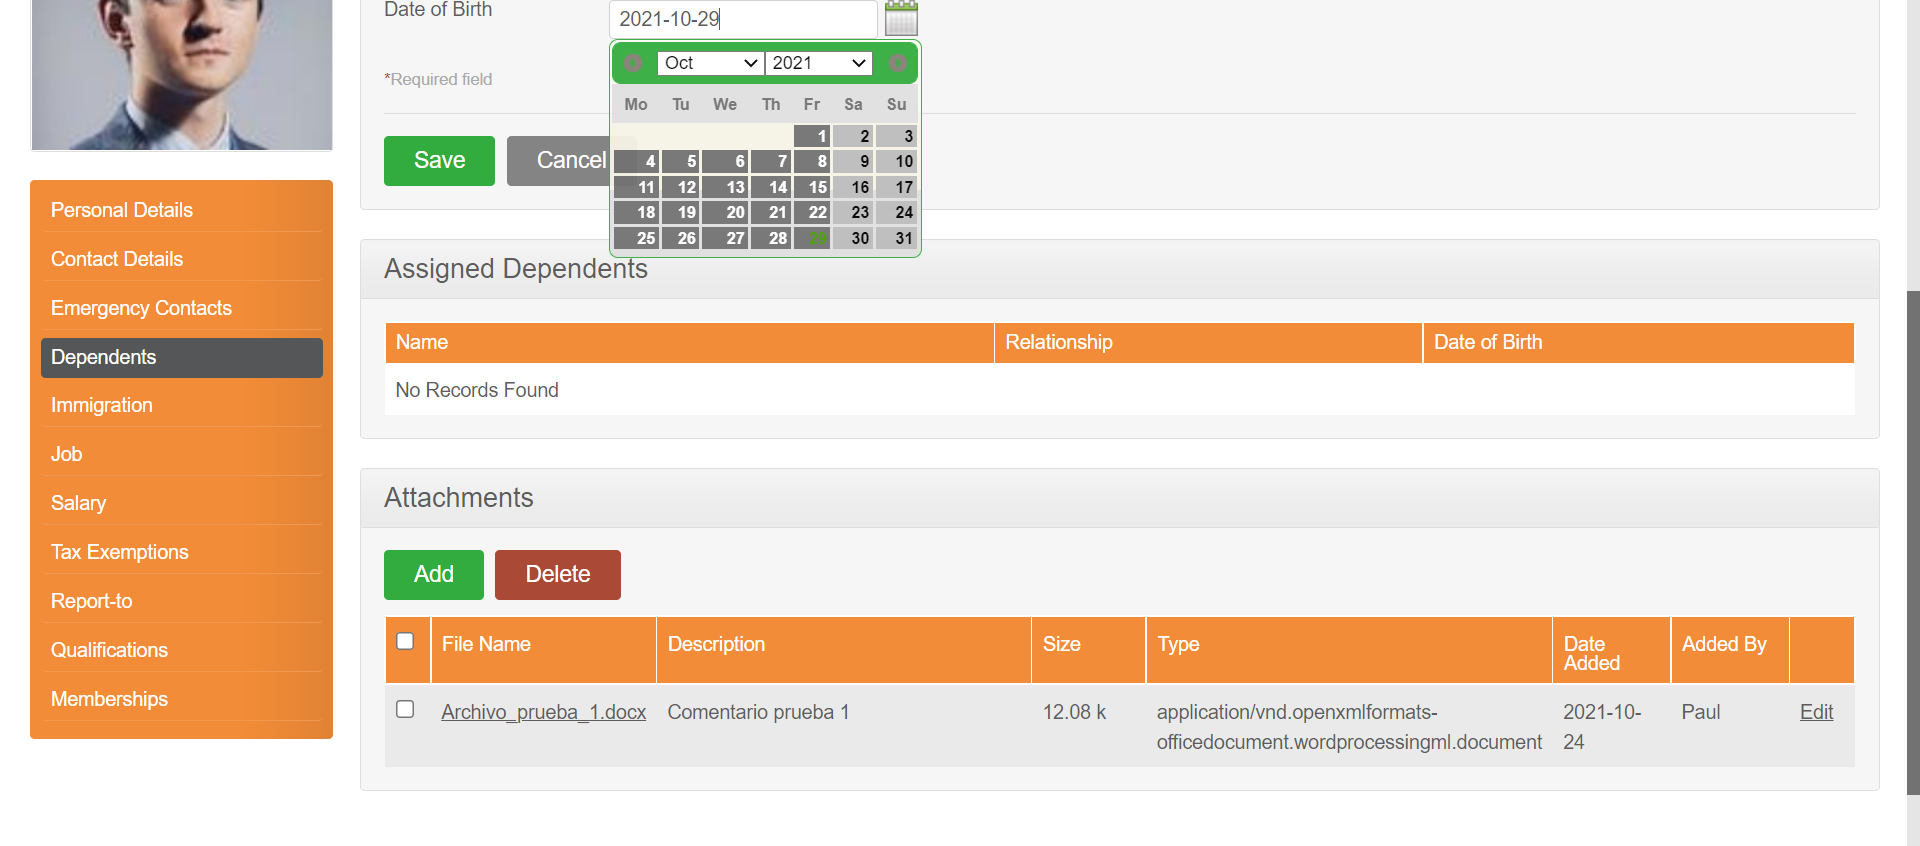 Date of Birth
2021-10-29
Oct 2021
*Required field
Mo Tu We Th Fr Sa Su
1 2 3
Save Cancel
4 5 6 7 8 9 10
11 12 13 14 15 16 17
18 19 20 21 22 23 24
25 26 27 28 29 30 31
Personal Details
Contact Details
Emergency Contacts
Dependents
Immigration
Job
Salary
Tax Exemptions
Report-to
Qualifications
Memberships
Assigned Dependents
Name Relationship Date of Birth
No Records Found
Attachments
Add Delete
File Name Description Size Type Date Added Added By
Archivo_prueba_1.docx Comentario prueba 1 12.08 k application/vnd.openxmlformats- 2021-10- Paul Edit
officedocument.wordprocessingml.document 24